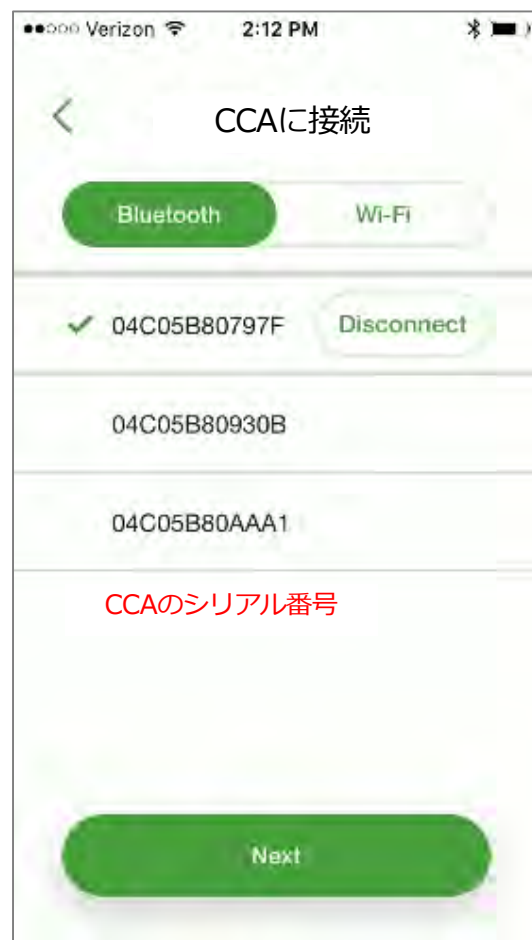 Verizon 2:12 PM
CCAに接続
Bluetooth Wi-Fi
04C05B80797F Disconnect
04C05B80930B
04C05B80AAA1
CCAのシリアル番号
Next